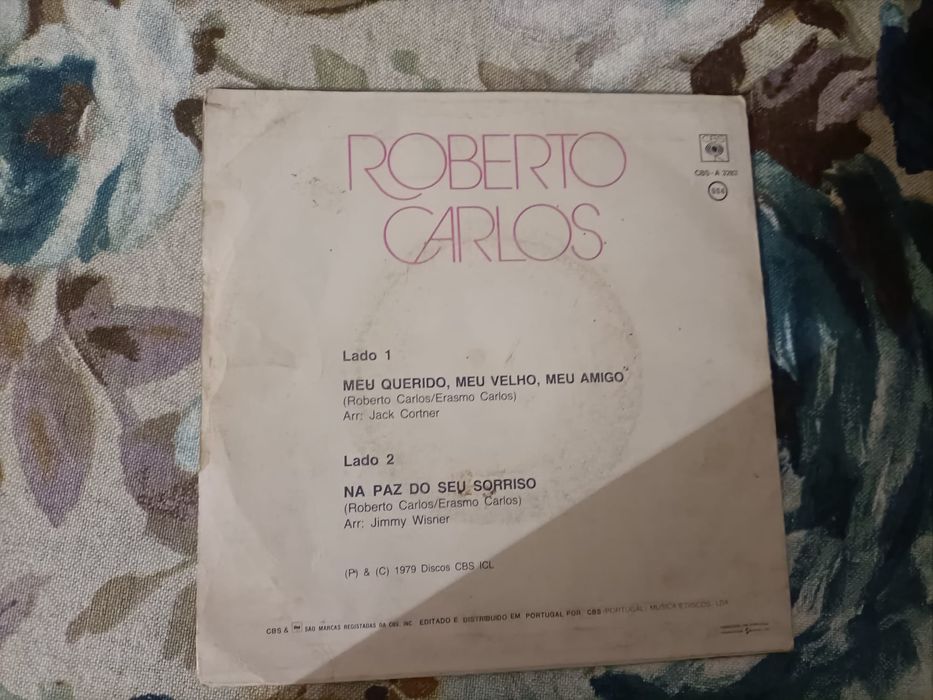 ROBERTO
CARLOS
CBS
CBS-A 3283
984
Lado 1
MEU QUERIDO, MEU VELHO, MEU AMIGO
(Roberto Carlos/Erasmo Carlos)
Arr: Jack Cortner
Lado 2
NA PAZ DO SEU SORRISO
(Roberto Carlos/Erasmo Carlos)
Arr: Jimmy Wisner
(P) & (C) 1979 Discos CBS ICL
CBS & SÃO MARCAS REGISTADAS DA CBS, INC. EDITADO E DISTRIBUIDO EM PORTUGAL POR CBS (PORTUGAL) MUSICA E DISCOS, LDA